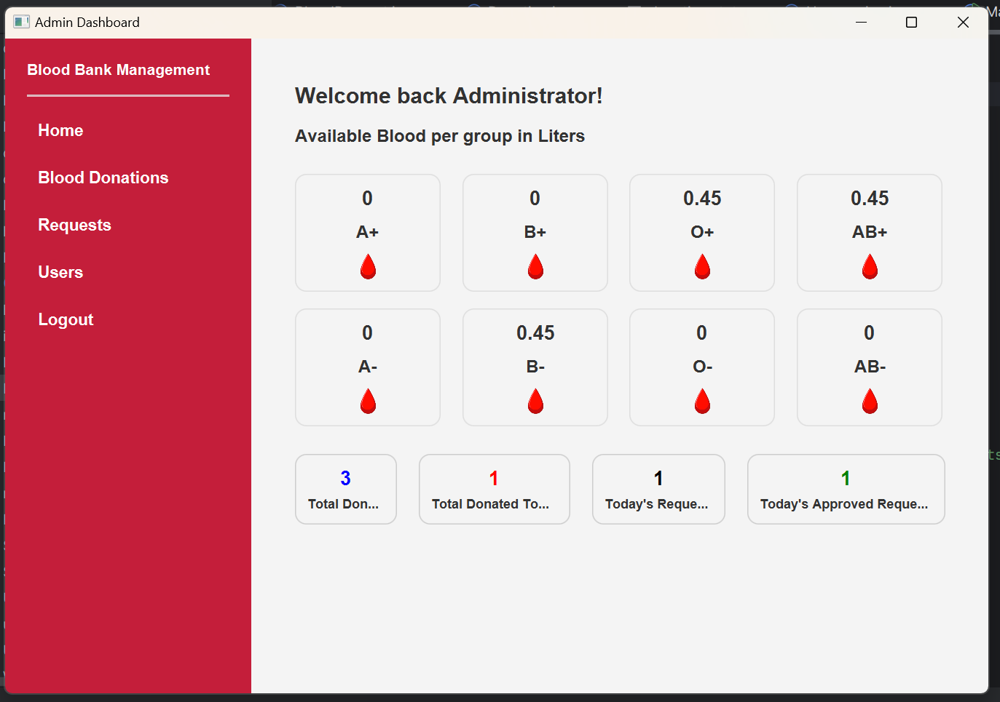 Admin Dashboard
Blood Bank Management
Home
Blood Donations
Requests
Users
Logout
Welcome back Administrator!
Available Blood per group in Liters
0
A+
0
B+
0.45
O+
0.45
AB+
0
A-
0.45
B-
0
O-
0
AB-
3
Total Don...
1
Total Donated To...
1
Today's Reque...
1
Today's Approved Reque...